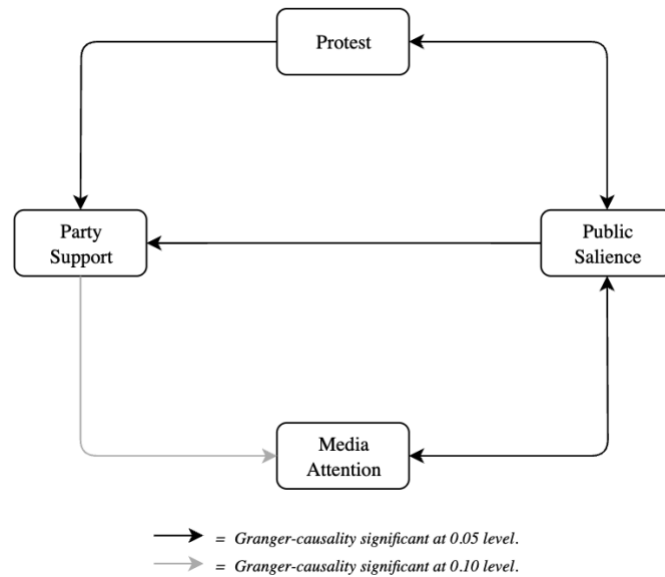 Protest
Party
Support
Public
Salience
Media
Attention
= Granger-causality significant at 0.05 level.
= Granger-causality significant at 0.10 level.